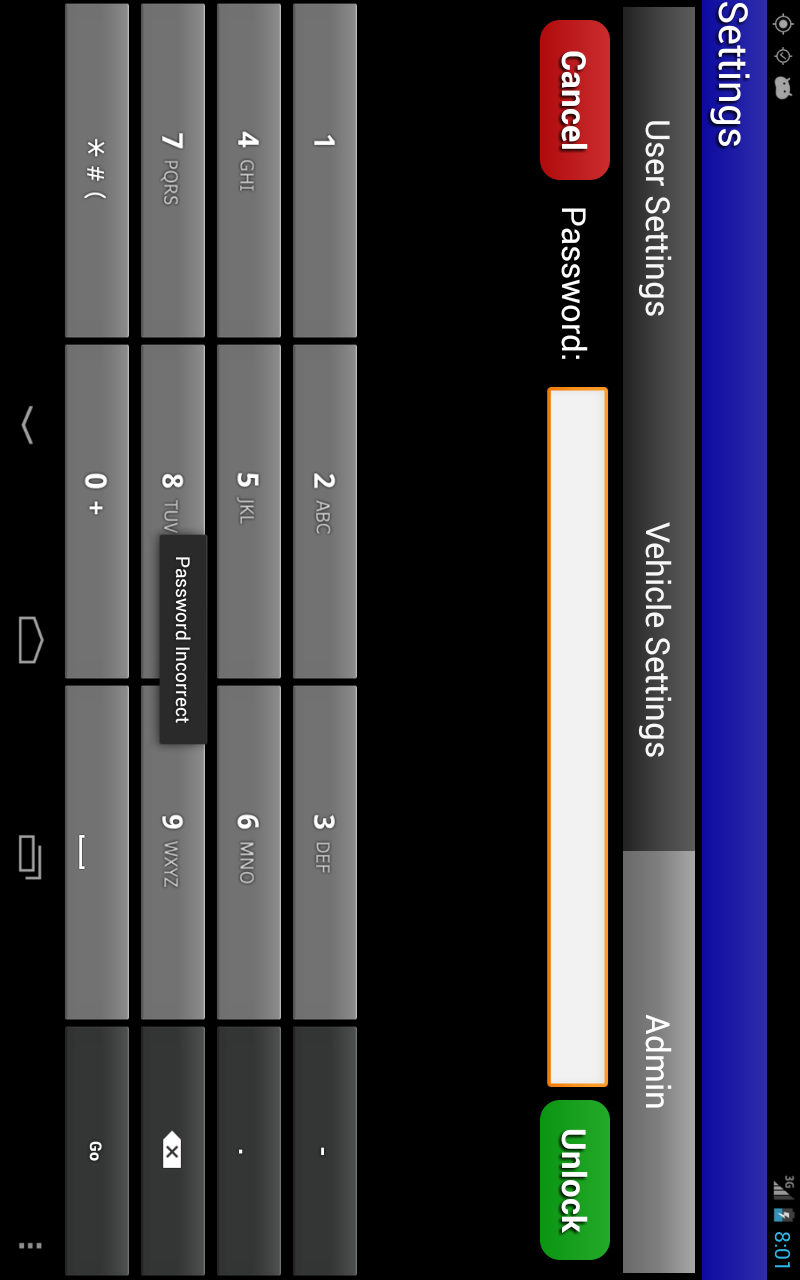 3G 8:01
Settings
User Settings Vehicle Settings Admin
Cancel Password: Unlock
1 2 ABC 3 DEF -
4 GHI 5 JKL 6 MNO .
7 PQRS 8 TUV 9 WXYZ
Password Incorrect
* # ( 0 + Go